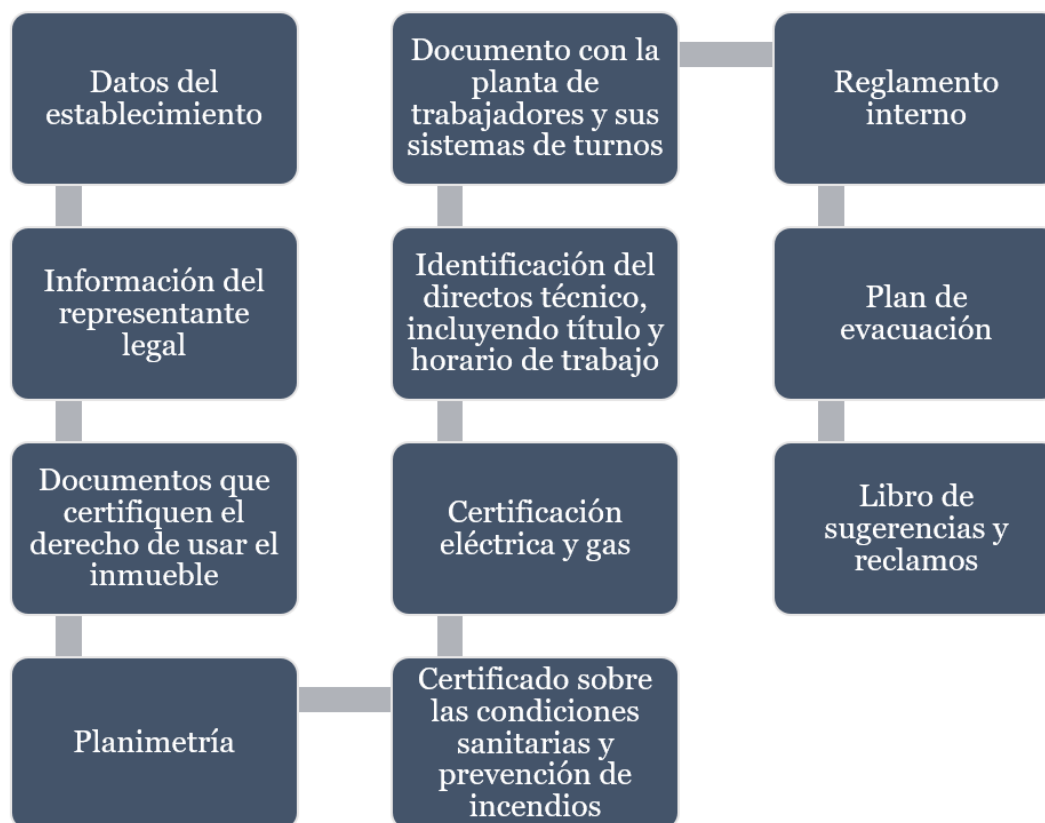 Datos del
establecimiento
Información del
representante
legal
Documentos que
certifiquen el
derecho de usar el
inmueble
Planimetría
Certificado sobre
las condiciones
sanitarias y
prevención de
incendios
Certificación
eléctrica y gas
Identificación del
directos técnico,
incluyendo título y
horario de trabajo
Documento con la
planta de
trabajadores y sus
sistemas de turnos
Reglamento
interno
Plan de
evacuación
Libro de
sugerencias y
reclamos